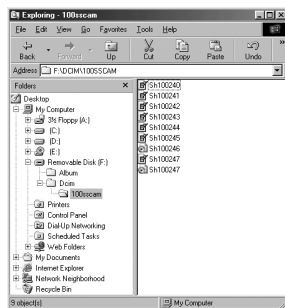 Exploring - 100sscam
File Edit View Go Favorites Tools Help
Back Forward Up Cut Copy Paste Undo »
Address F:\DCIM\100SSCAM
Folders ×
Desktop
My Computer
3½ Floppy (A:)
(C:)
(D:)
(E:)
Removable Disk (F:)
Album
Dcim
100sscam
Printers
Control Panel
Dial-Up Networking
Scheduled Tasks
Web Folders
My Documents
Internet Explorer
Network Neighborhood
Recycle Bin
Sh100240
Sh100241
Sh100242
Sh100243
Sh100244
Sh100245
Sh100246
Sh100247
Sh100247
9 object(s) My Computer